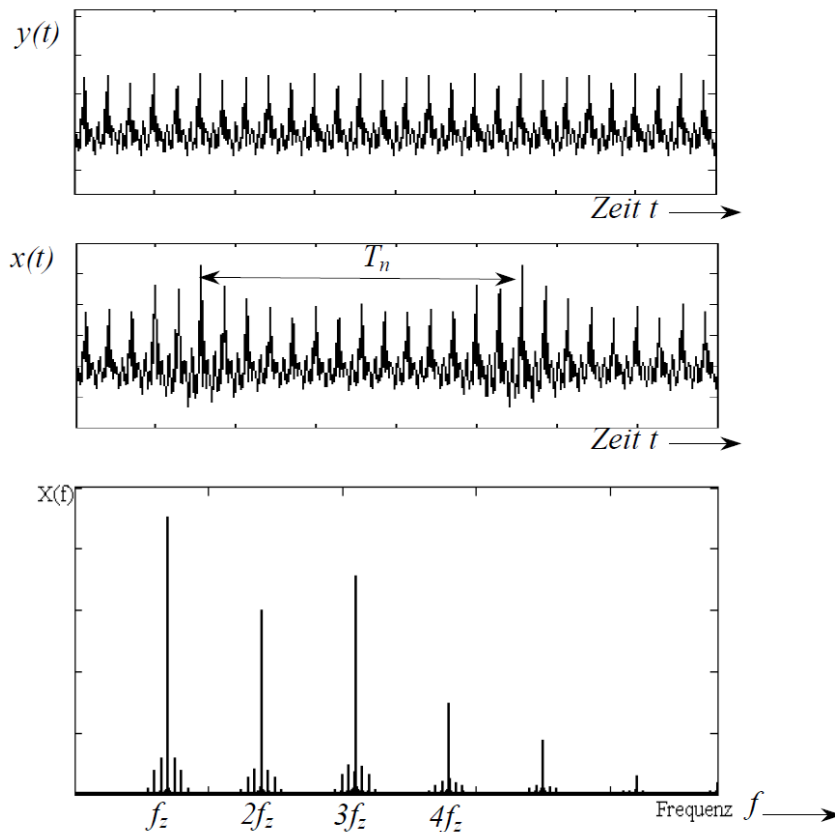 y(t)
Zeit t
x(t)
T_n
Zeit t
X(f)
f_z 2f_z 3f_z 4f_z Frequenz f